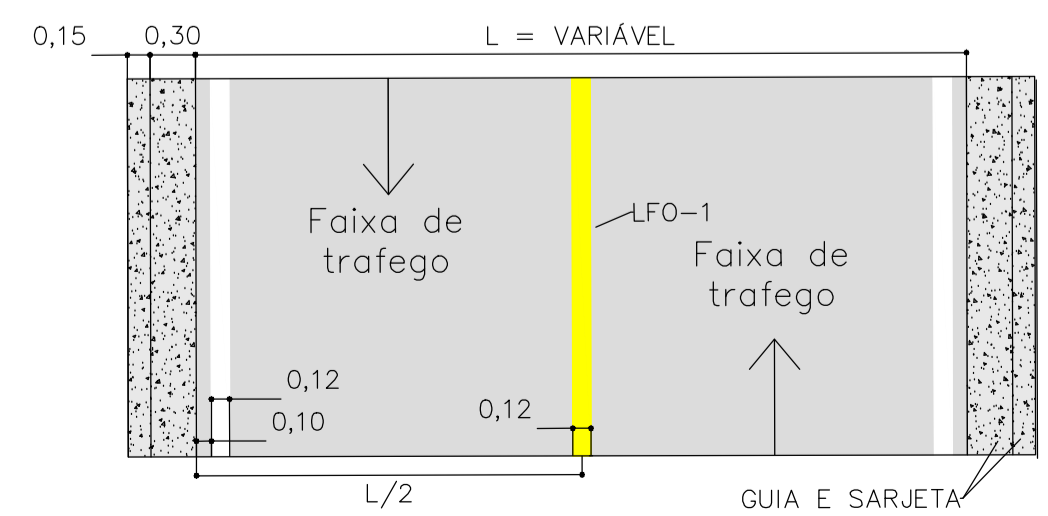 0,15
0,30
L = VARIÁVEL
Faixa de
trafego
LFO-1
Faixa de
trafego
0,12
0,10
0,12
L/2
GUIA E SARJETA